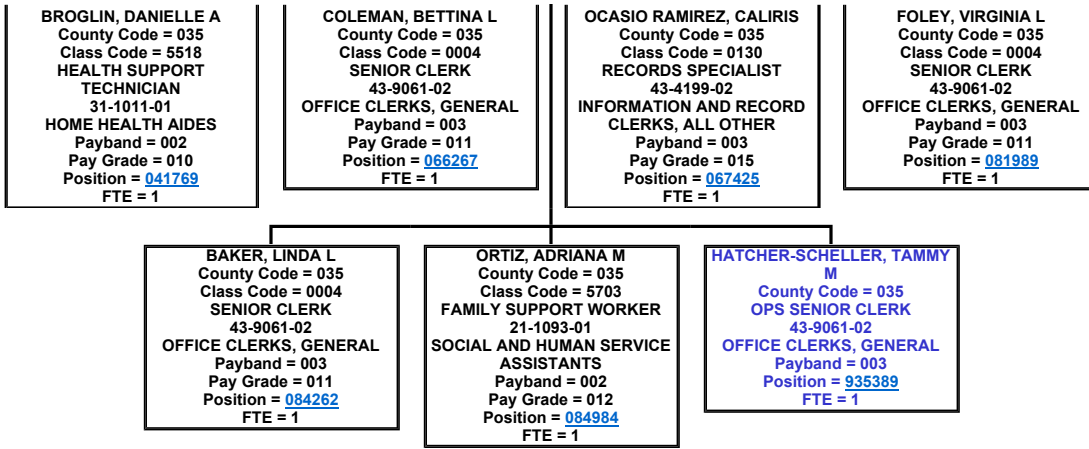 BROGLIN, DANIELLE A
County Code = 035
Class Code = 5518
HEALTH SUPPORT
TECHNICIAN
31-1011-01
HOME HEALTH AIDES
Payband = 002
Pay Grade = 010
Position = 041769
FTE = 1
COLEMAN, BETTINA L
County Code = 035
Class Code = 0004
SENIOR CLERK
43-9061-02
OFFICE CLERKS, GENERAL
Payband = 003
Pay Grade = 011
Position = 066267
FTE = 1
OCASIO RAMIREZ, CALIRIS
County Code = 035
Class Code = 0130
RECORDS SPECIALIST
43-4199-02
INFORMATION AND RECORD
CLERKS, ALL OTHER
Payband = 003
Pay Grade = 015
Position = 067425
FTE = 1
FOLEY, VIRGINIA L
County Code = 035
Class Code = 0004
SENIOR CLERK
43-9061-02
OFFICE CLERKS, GENERAL
Payband = 003
Pay Grade = 011
Position = 081989
FTE = 1
BAKER, LINDA L
County Code = 035
Class Code = 0004
SENIOR CLERK
43-9061-02
OFFICE CLERKS, GENERAL
Payband = 003
Pay Grade = 011
Position = 084262
FTE = 1
ORTIZ, ADRIANA M
County Code = 035
Class Code = 5703
FAMILY SUPPORT WORKER
21-1093-01
SOCIAL AND HUMAN SERVICE
ASSISTANTS
Payband = 002
Pay Grade = 012
Position = 084984
FTE = 1
HATCHER-SCHELLER, TAMMY
M
County Code = 035
OPS SENIOR CLERK
43-9061-02
OFFICE CLERKS, GENERAL
Payband = 003
Position = 935389
FTE = 1